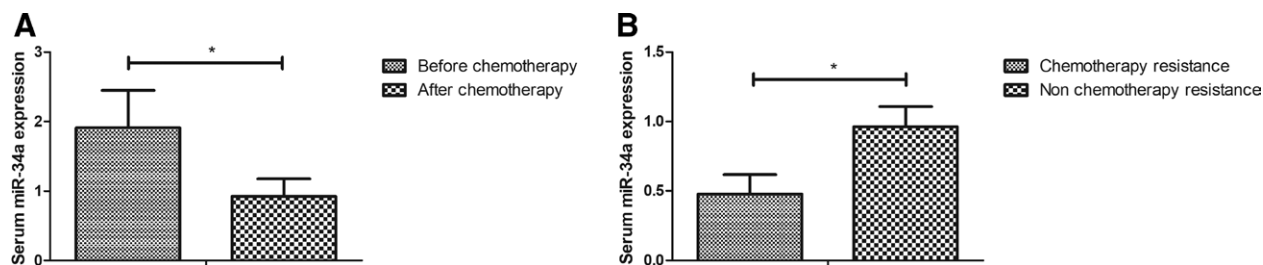 A
Serum miR-34a expression
3
2
1
0
*
Before chemotherapy
After chemotherapy
B
Serum miR-34a expression
1.5
1.0
0.5
0.0
*
Chemotherapy resistance
Non chemotherapy resistance